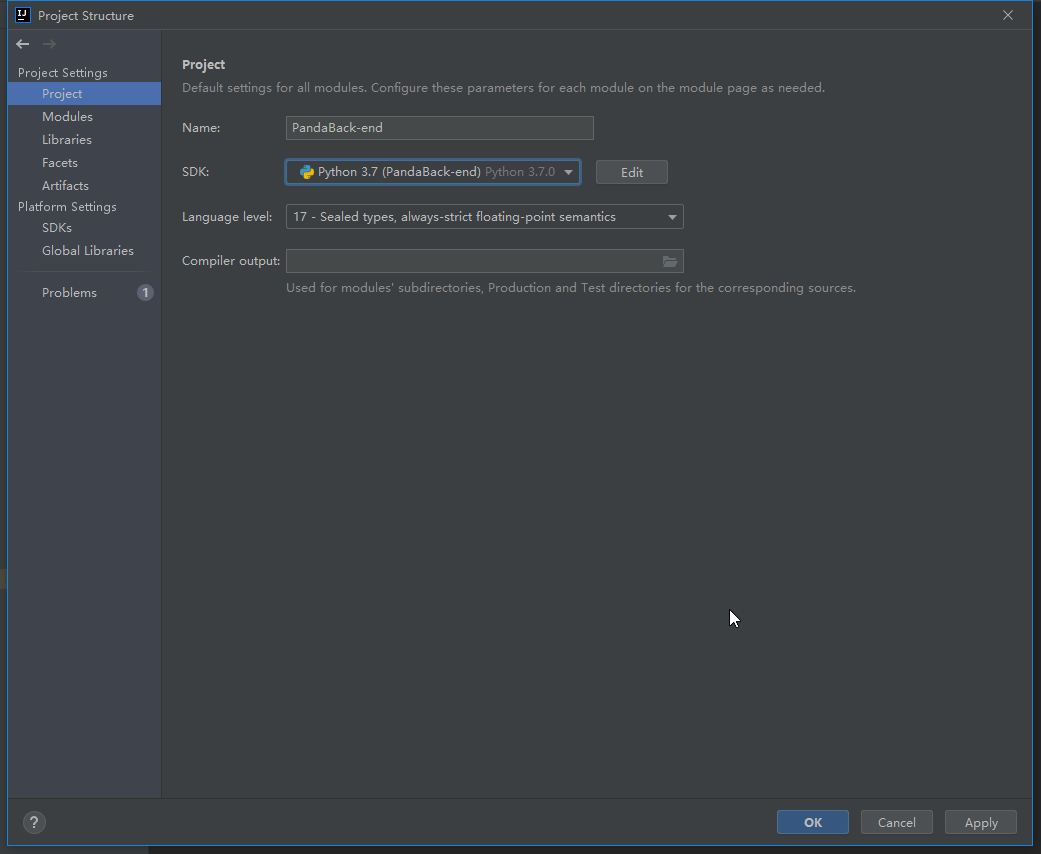 Project Structure
Project Settings
Project
Modules
Libraries
Facets
Artifacts
Platform Settings
SDKs
Global Libraries
Problems 1
Project
Default settings for all modules. Configure these parameters for each module on the module page as needed.
Name: PandaBack-end
SDK: Python 3.7 (PandaBack-end) Python 3.7.0 Edit
Language level: 17 - Sealed types, always-strict floating-point semantics
Compiler output:
Used for modules' subdirectories, Production and Test directories for the corresponding sources.
? OK Cancel Apply